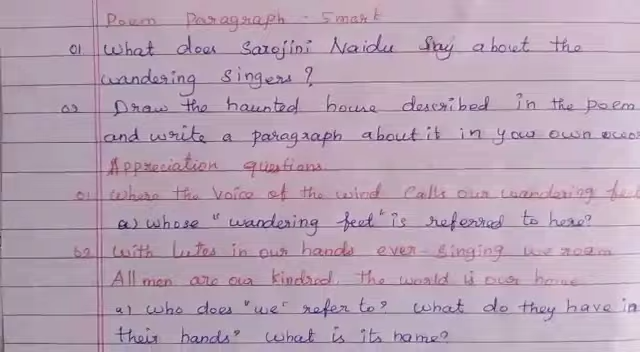 Poem Paragraph - 5mark
01 What does Sarojini Naidu Say about the
wandering Singers?
02 Draw the haunted house described in the poem
and write a paragraph about it in your own
Appreciation questions
01 Where the voice of the wind Calls our wandering
a) whose "wandering feet" is referred to here?
02 With lutes in our hands ever-singing we roam
All men are our kindred, the world is our home
a) who does "we" refer to? what do they have in
their hands? what is its name?